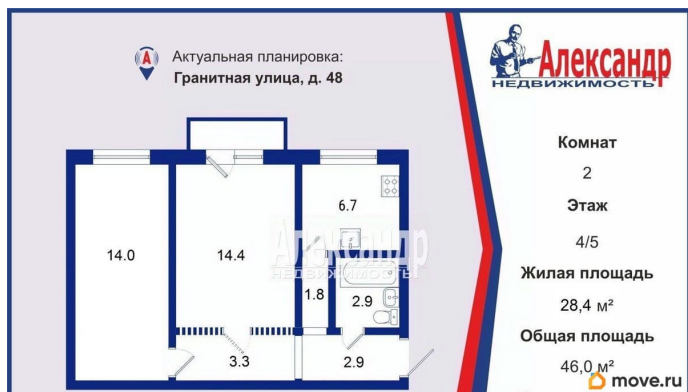 Актуальная планировка:
Гранитная улица, д. 48
Александр
НЕДВИЖИМОСТЬ
14.0
14.4
6.7
1.8
2.9
3.3
2.9
Александр
НЕДВИЖИМОСТЬ
Комнат
2
Этаж
4/5
Жилая площадь
28,4 м²
Общая площадь
46,0 м²
move.ru